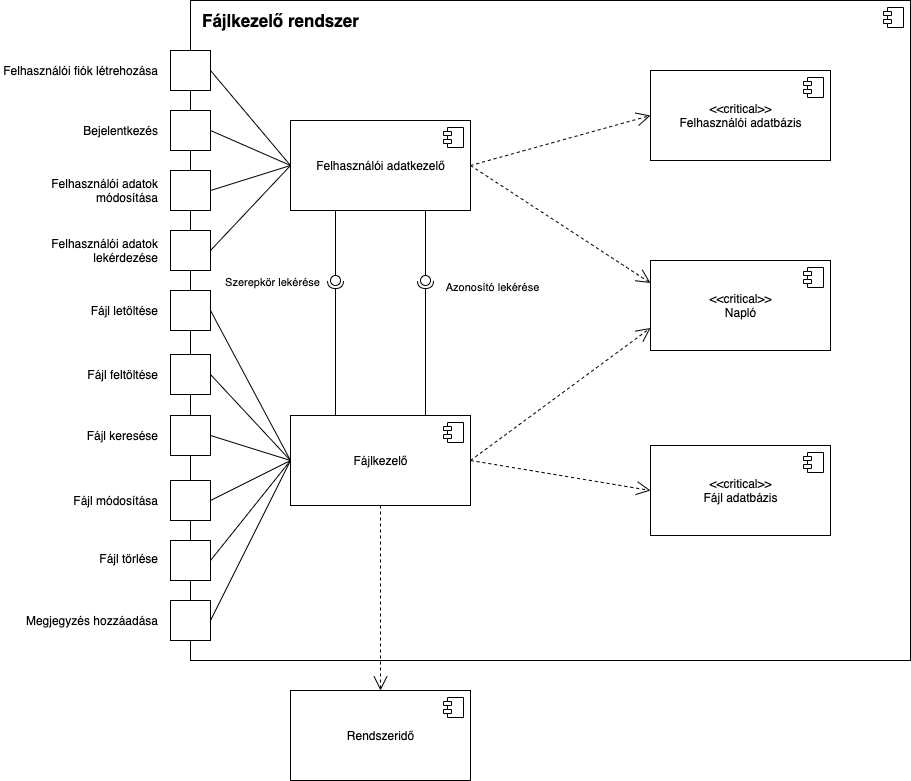 Fájlkezelő rendszer
Felhasználói fiók létrehozása
Bejelentkezés
Felhasználói adatok
módosítása
Felhasználói adatok
lekérdezése
Fájl letöltése
Fájl feltöltése
Fájl keresése
Fájl módosítása
Fájl törlése
Megjegyzés hozzáadása
Felhasználói adatkezelő
Szerepkör lekérése
Azonosító lekérése
Fájlkezelő
<<critical>>
Felhasználói adatbázis
<<critical>>
Napló
<<critical>>
Fájl adatbázis
Rendszeridő